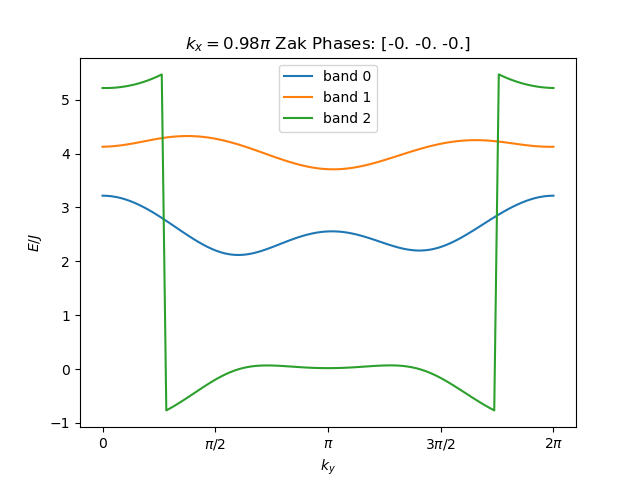 k_x = 0.98π Zak Phases: [-0. -0. -0.]
band 0
band 1
band 2
E/J
5
4
3
2
1
0
−1
0 π/2 π 3π/2 2π
k_y